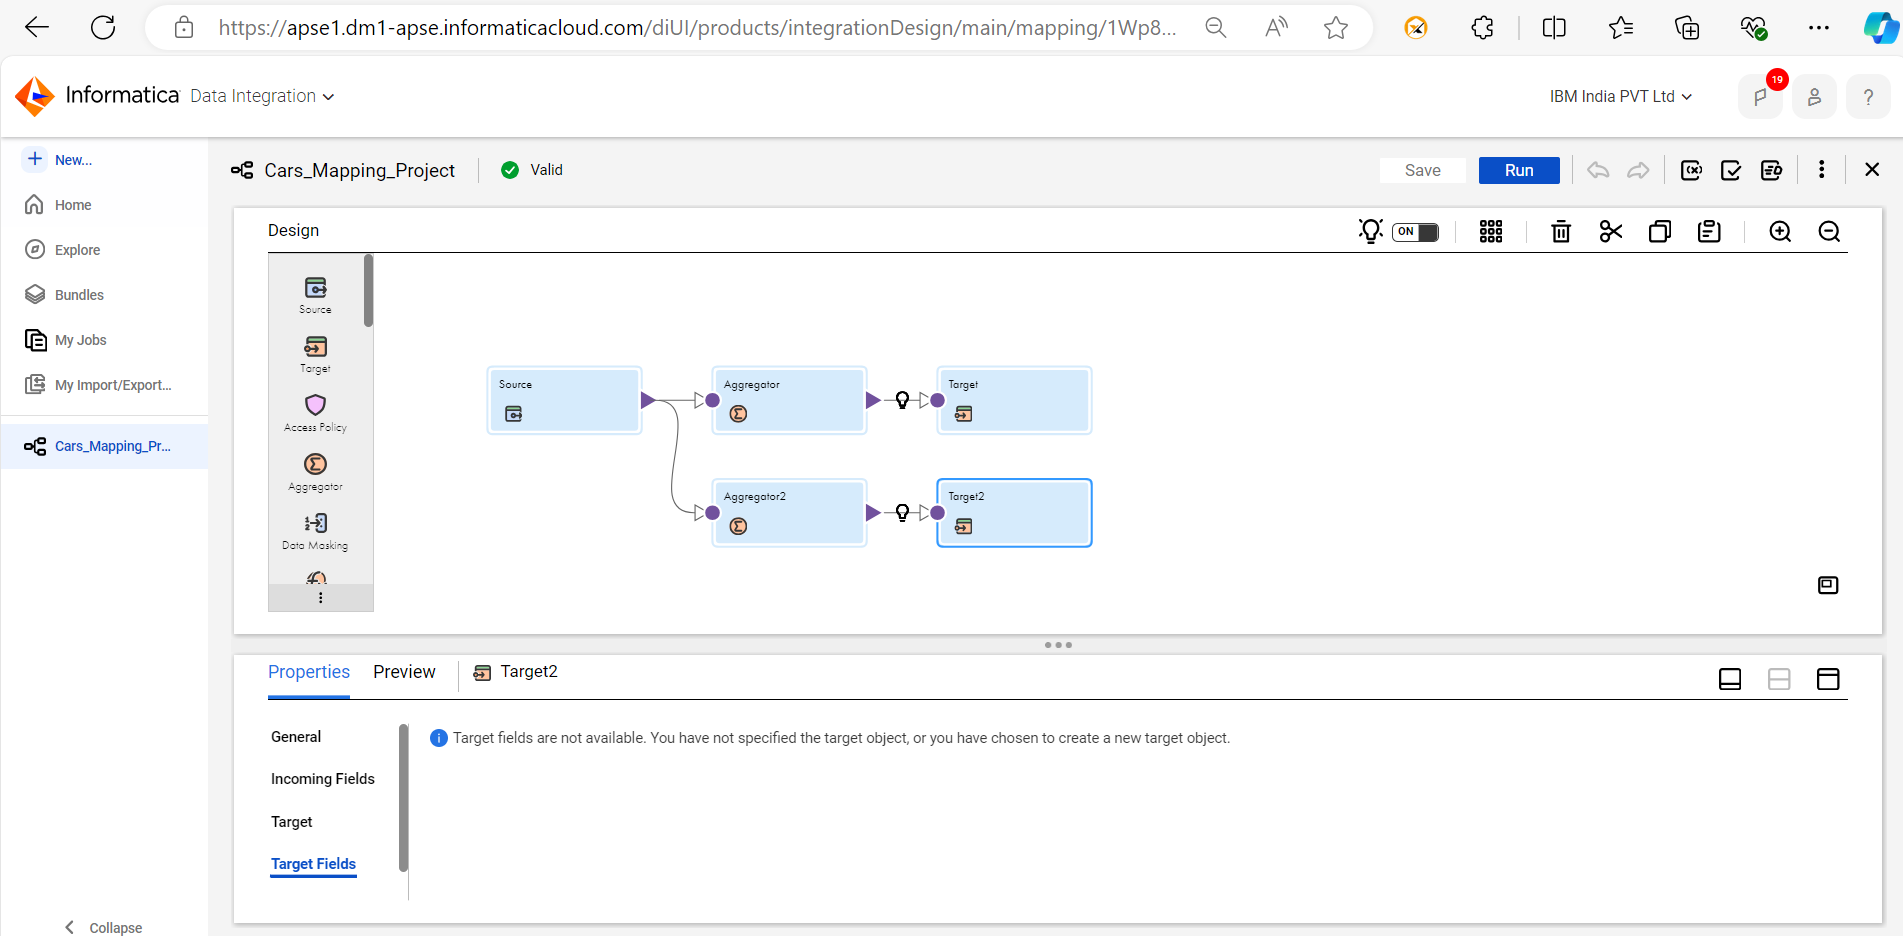 https://apse1.dm1-apse.informaticacloud.com/diUI/products/integrationDesign/main/mapping/1Wp8...
Informatica Data Integration
IBM India PVT Ltd
19
?
New...
Home
Explore
Bundles
My Jobs
My Import/Export...
Cars_Mapping_Pr...
Collapse
Cars_Mapping_Project
Valid
Save
Run
Design
ON
Source
Target
Access Policy
Aggregator
Data Masking
Source
Aggregator
Target
Aggregator2
Target2
Properties
Preview
Target2
General
Incoming Fields
Target
Target Fields
Target fields are not available. You have not specified the target object, or you have chosen to create a new target object.